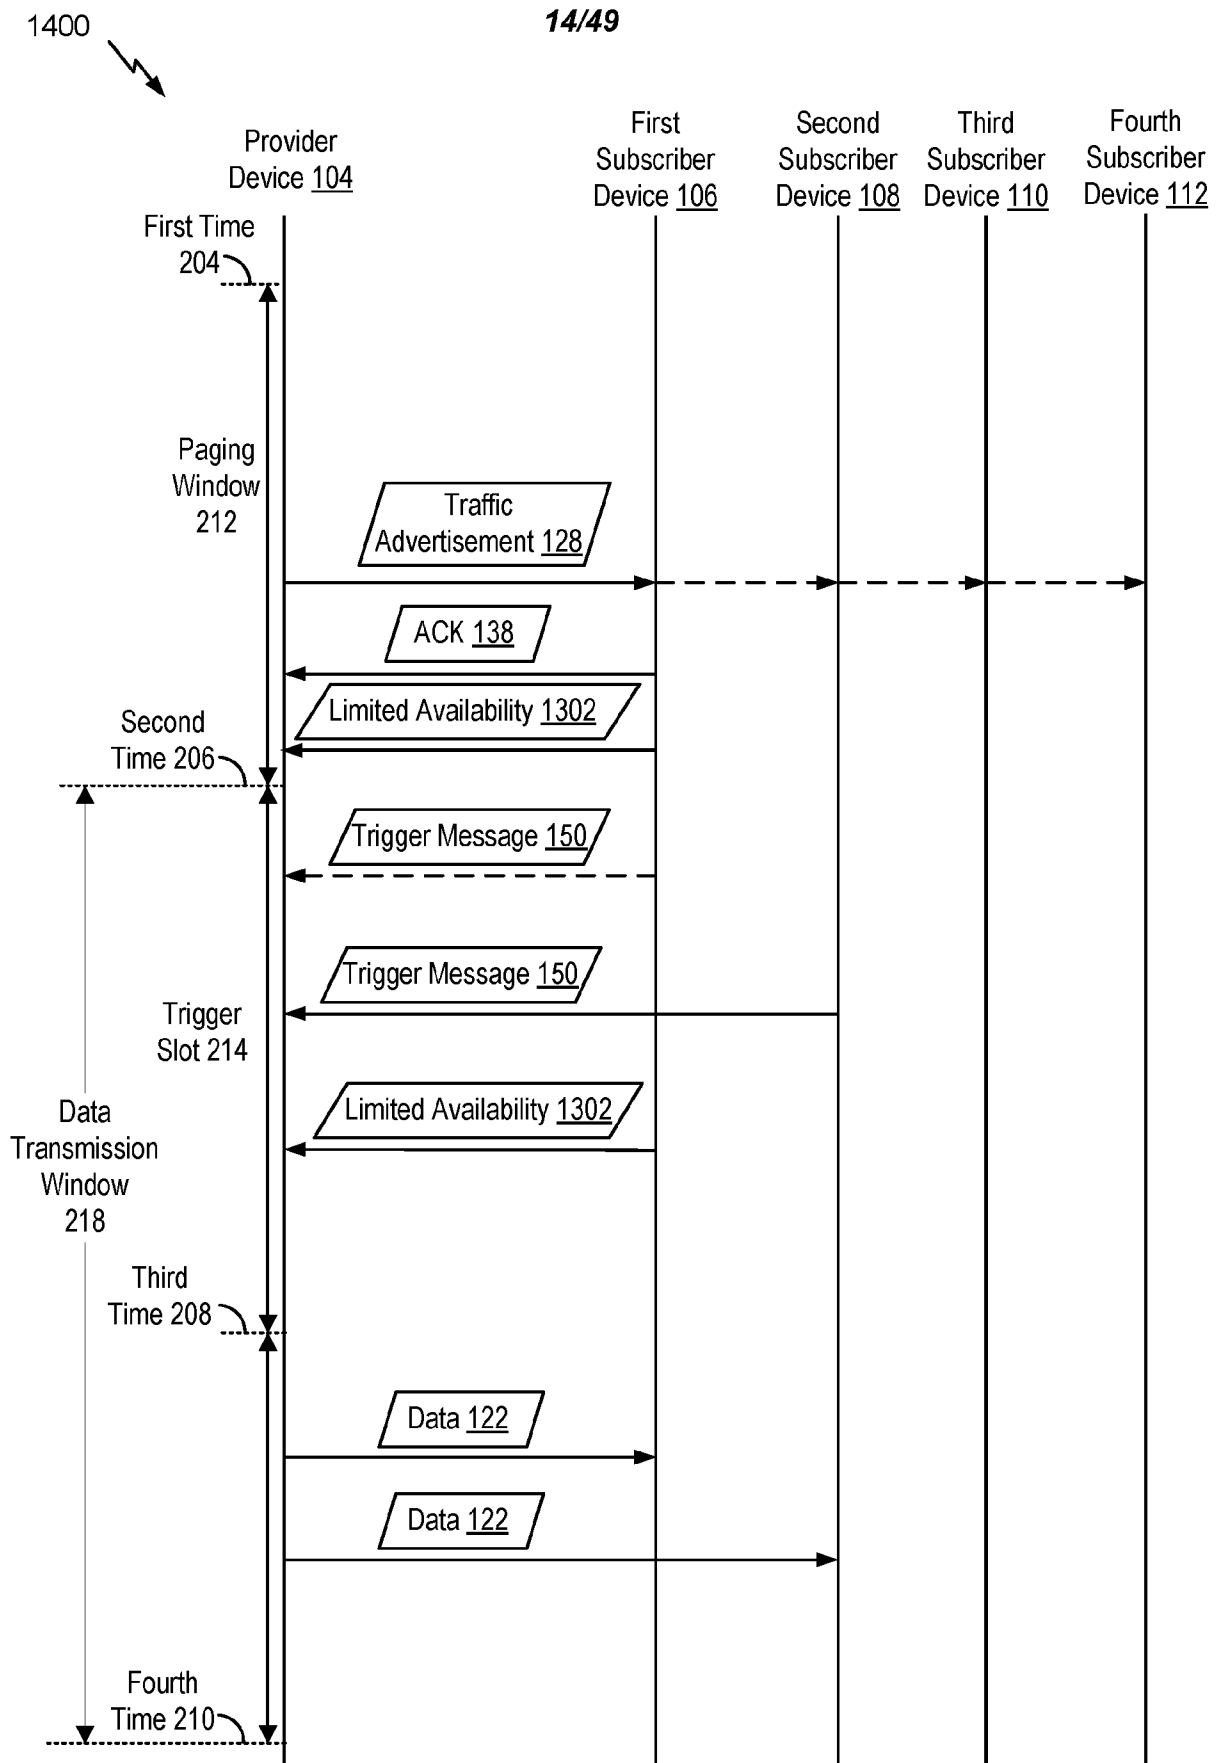 1400
14/49
Provider
Device 104
First
Subscriber
Device 106
Second
Subscriber
Device 108
Third
Subscriber
Device 110
Fourth
Subscriber
Device 112
First Time
204
Paging
Window
212
Traffic
Advertisement 128
ACK 138
Limited Availability 1302
Second
Time 206
Trigger Message 150
Trigger Message 150
Trigger
Slot 214
Limited Availability 1302
Data
Transmission
Window
218
Third
Time 208
Data 122
Data 122
Fourth
Time 210